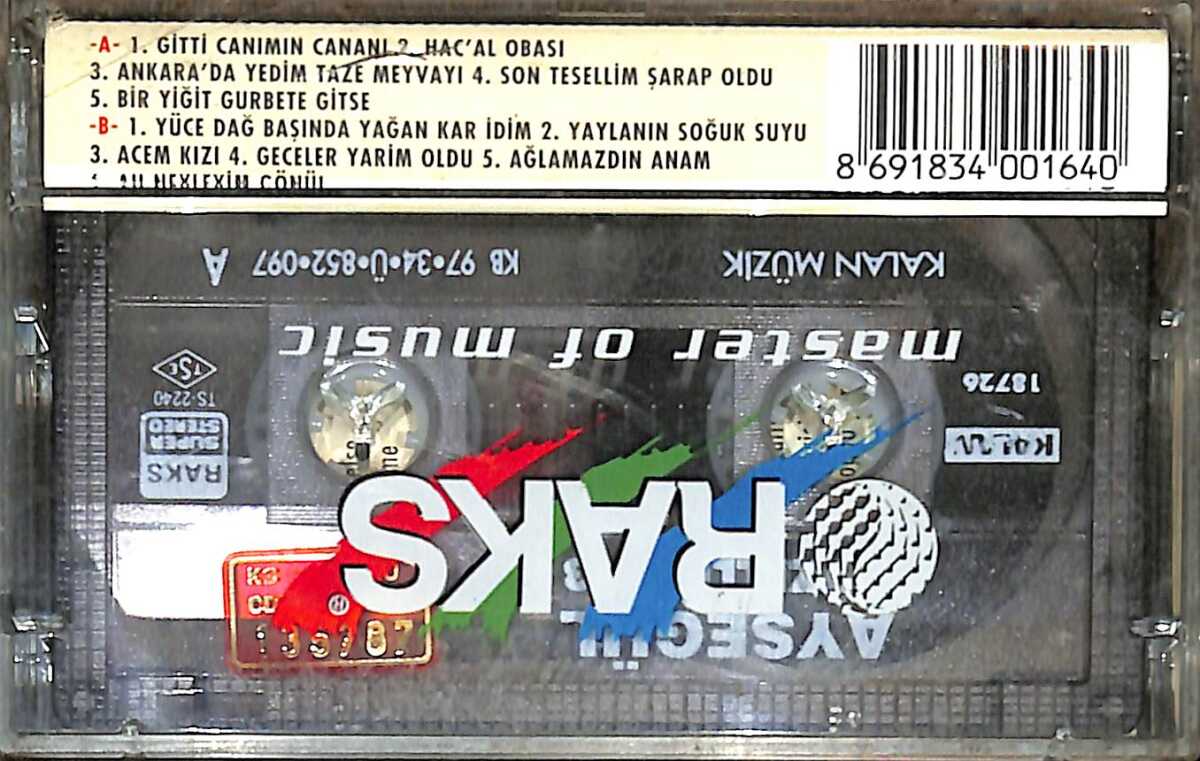 -A- 1. GİTTİ CANIMIN CANANI 2. HAC'AL OBASI
3. ANKARA'DA YEDİM TAZE MEYVAYI 4. SON TESELLİM ŞARAP OLDU
5. BİR YİĞİT GURBETE GİTSE
-B- 1. YÜCE DAĞ BAŞINDA YAĞAN KAR İDİM 2. YAYLANIN SOĞUK SUYU
3. ACEM KIZI 4. GECELER YARİM OLDU 5. AĞLAMAZDIN ANAM
8 691834 001640
KALAN MÜZİK
KB 97•34•Ü•852•097
A
master of music
18726
TSE
TS-2240
RAKS
SUPER
STEREO
KALAN
RAKS
AYŞEGÜL
135787